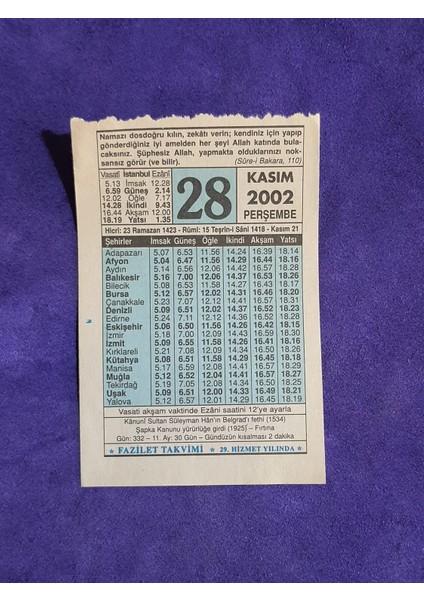 Namazı dosdoğru kılın, zekâtı verin; kendiniz için yapıp
gönderdiğiniz iyi amelden her şeyi Allah katında bula-
caksınız. Şüphesiz Allah, yapmakta olduklarınızı nok-
sansız görür (ve bilir). (Sûre-i Bakara, 110)
Vasatî İstanbul Ezânî
5.13 İmsak 12.28
6.59 Güneş 2.14
12.02 Öğle 7.17
14.28 İkindi 9.43
16.44 Akşam 12.00
18.19 Yatsı 1.35
28
KASIM
2002
PERŞEMBE
Hicrî: 23 Ramazan 1423 - Rûmî: 15 Teşrîn-i Sâni 1418 - Kasım 21
Şehirler İmsak Güneş Öğle İkindi Akşam Yatsı
Adapazarı 5.07 6.53 11.56 14.24 16.39 18.14
Afyon 5.04 6.47 11.56 14.29 16.44 18.16
Aydın 5.14 6.56 12.06 14.42 16.57 18.28
Balıkesir 5.16 7.00 12.06 14.37 16.53 18.26
Bilecik 5.08 6.53 11.58 14.27 16.43 18.17
Bursa 5.12 6.57 12.02 14.31 16.46 18.20
Çanakkale 5.23 7.07 12.12 14.41 16.57 18.31
Denizli 5.09 6.51 12.02 14.37 16.52 18.23
Edirne 5.24 7.11 12.12 14.36 16.52 18.28
Eskişehir 5.06 6.50 11.56 14.26 16.42 18.15
İzmir 5.18 7.00 12.09 14.43 16.59 18.30
İzmit 5.09 6.55 11.58 14.26 16.41 18.16
Kırklareli 5.21 7.08 12.09 14.34 16.50 18.26
Kütahya 5.08 6.51 11.58 14.29 16.45 18.18
Manisa 5.17 6.59 12.08 14.42 16.58 18.29
Muğla 5.12 6.52 12.04 14.41 16.57 18.27
Tekirdağ 5.19 7.05 12.08 14.34 16.50 18.25
Uşak 5.09 6.51 12.00 14.33 16.49 18.21
Yalova 5.12 6.57 12.01 14.29 16.45 18.19
Vasati akşam vaktinde Ezânî saatini 12'ye ayarla
Kânunî Sultan Süleyman Hân'ın Belgrad'ı fethi (1534)
Şapka Kanunu yürürlüğe girdi (1925) – Fırtına
Gün: 332 – 11. Ay: 30 Gün – Gündüzün kısalması 2 dakika
★ FAZİLET TAKVİMİ ★ 29. HİZMET YILINDA ★